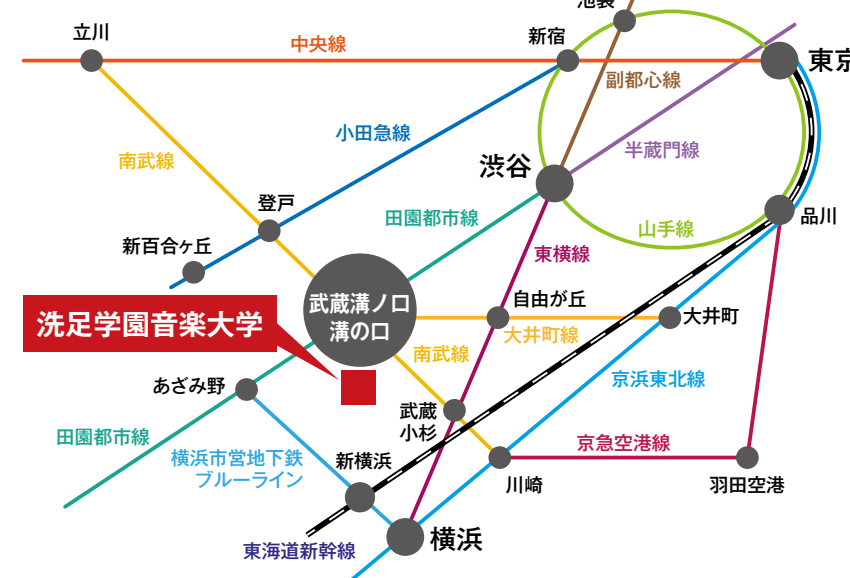 池袋
立川
新宿
中央線
東京
副都心線
小田急線
半蔵門線
南武線
渋谷
登戸
田園都市線
品川
山手線
新百合ヶ丘
東横線
武蔵溝ノ口
溝の口
自由が丘
洗足学園音楽大学
大井町
大井町線
南武線
京浜東北線
あざみ野
武蔵
小杉
田園都市線
京急空港線
横浜市営地下鉄
ブルーライン
新横浜
川崎
羽田空港
横浜
東海道新幹線